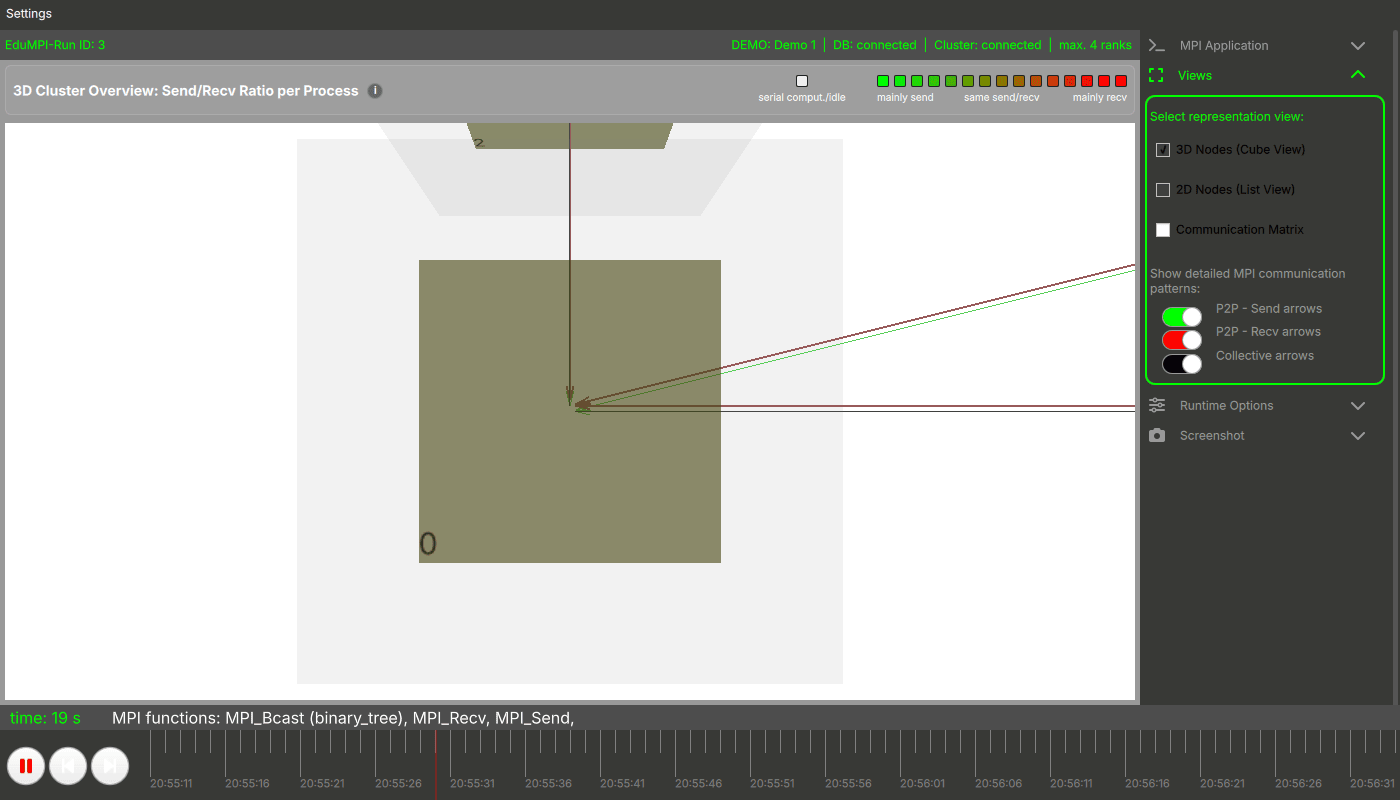 Settings
EduMPI-Run ID: 3
DEMO: Demo 1 | DB: connected | Cluster: connected | max. 4 ranks
3D Cluster Overview: Send/Recv Ratio per Process i
serial comput./idle
mainly send same send/recv mainly recv
2
0
MPI Application
Views
Select representation view:
3D Nodes (Cube View)
2D Nodes (List View)
Communication Matrix
Show detailed MPI communication
patterns:
P2P - Send arrows
P2P - Recv arrows
Collective arrows
Runtime Options
Screenshot
time: 19 s
MPI functions: MPI_Bcast (binary_tree), MPI_Recv, MPI_Send,
20:55:11 20:55:16 20:55:21 20:55:26 20:55:31 20:55:36 20:55:41 20:55:46 20:55:51 20:55:56 20:56:01 20:56:06 20:56:11 20:56:16 20:56:21 20:56:26 20:56:31